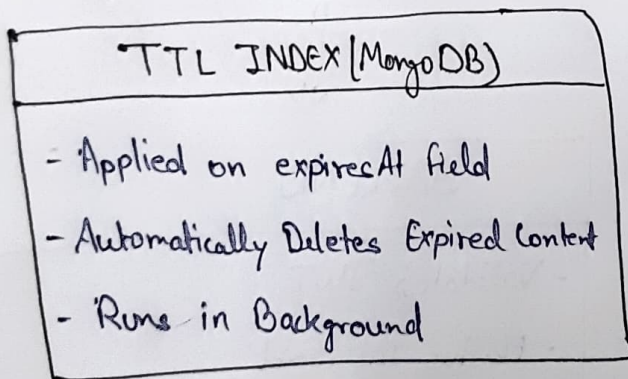 TTL INDEX (MongoDB)
- Applied on expiresAt field
- Automatically Deletes Expired Content
- Runs in Background